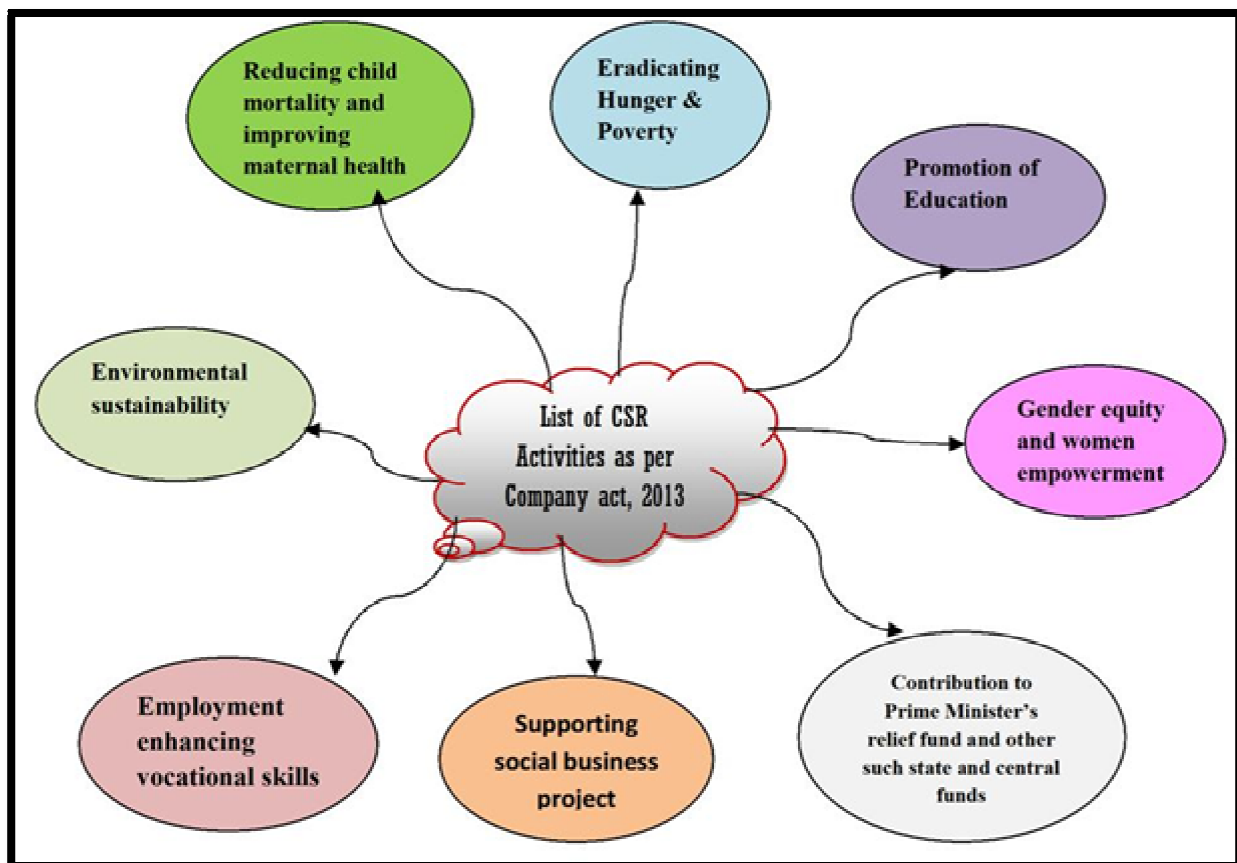 Reducing child
mortality and
improving
maternal health
Eradicating
Hunger &
Poverty
Promotion of
Education
Environmental
sustainability
List of CSR
Activities as per
Company act, 2013
Gender equity
and women
empowerment
Employment
enhancing
vocational skills
Supporting
social business
project
Contribution to
Prime Minister’s
relief fund and other
such state and central
funds